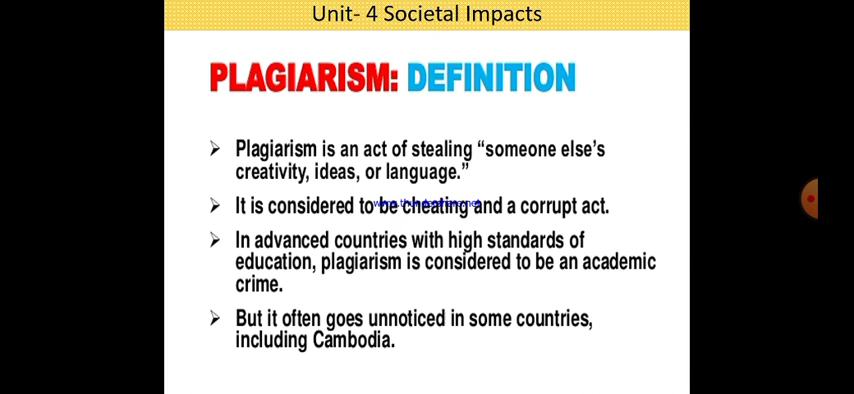 Unit- 4 Societal Impacts
PLAGIARISM: DEFINITION
➢ Plagiarism is an act of stealing “someone else’s
creativity, ideas, or language.”
➢ It is considered to be cheating and a corrupt act.
➢ In advanced countries with high standards of
education, plagiarism is considered to be an academic
crime.
➢ But it often goes unnoticed in some countries,
including Cambodia.